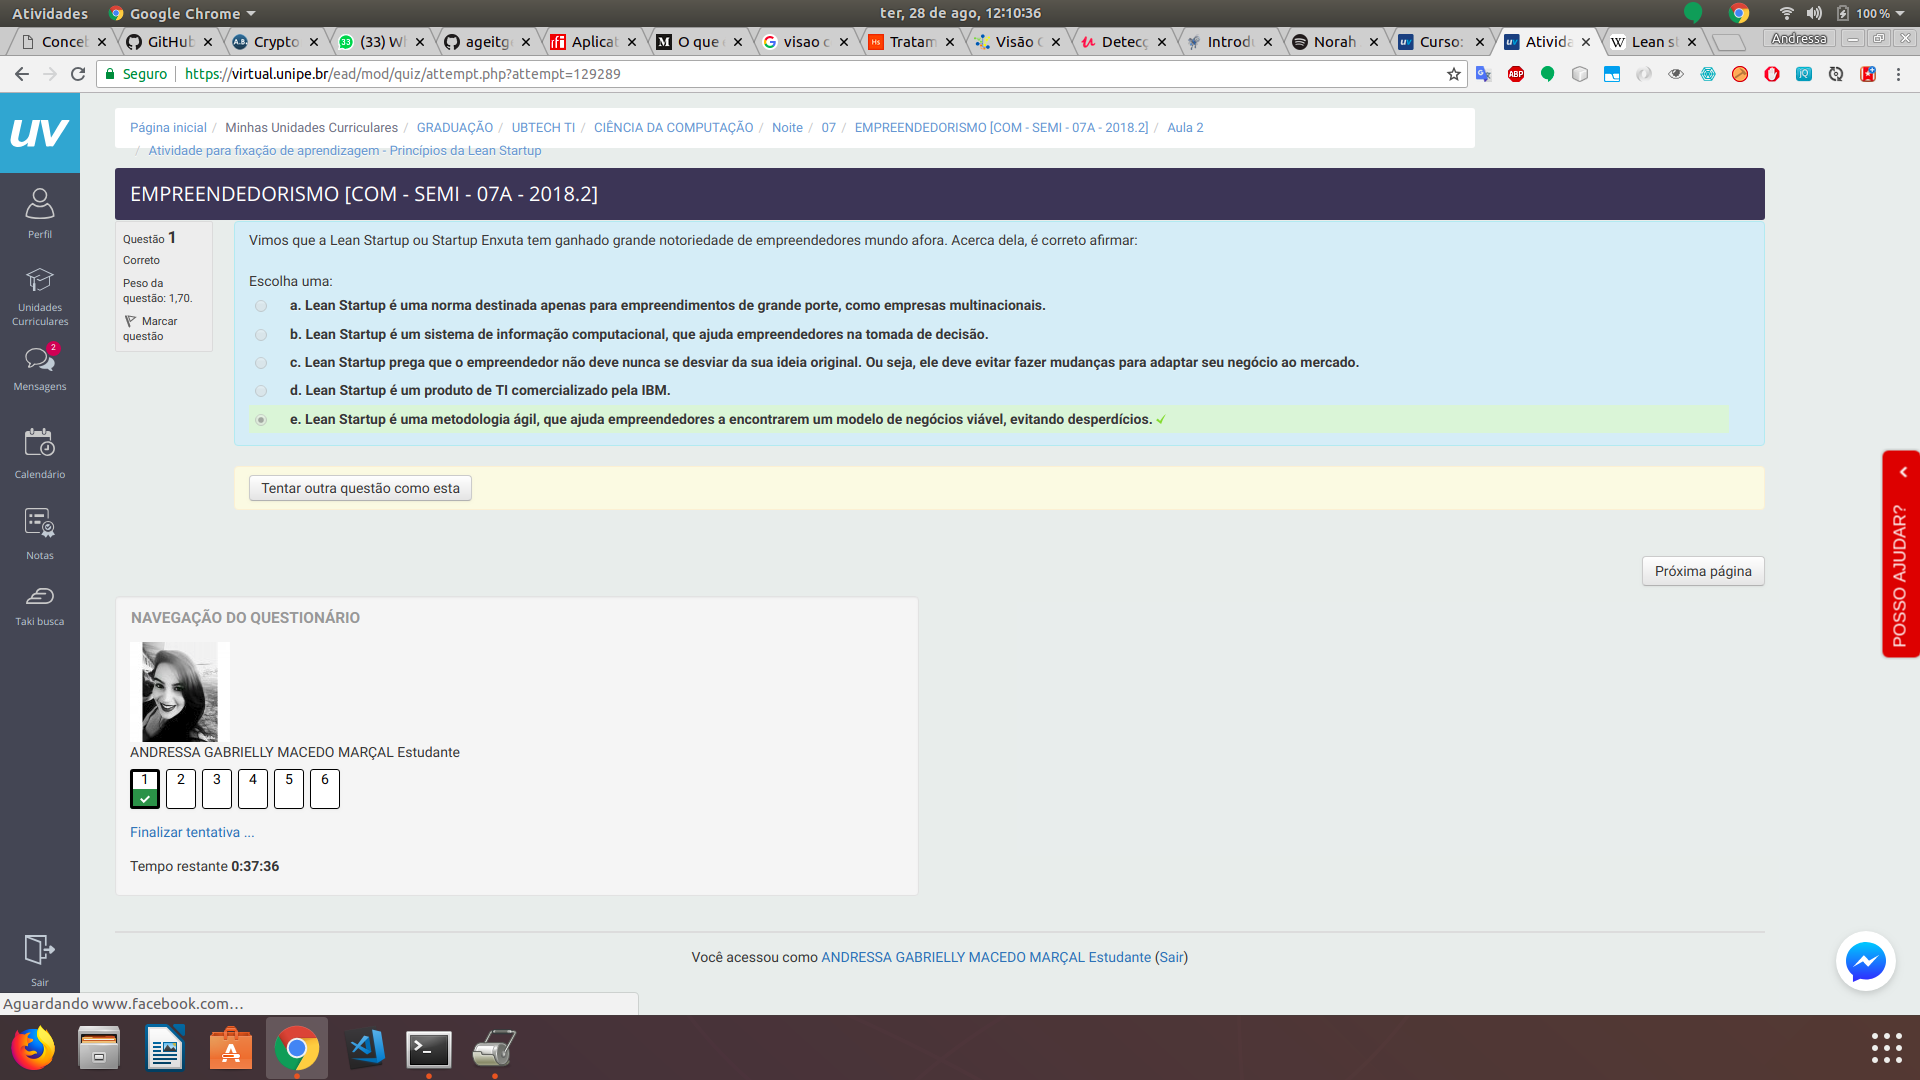 Atividades
Google Chrome
ter, 28 de ago, 12:10:36
100 %
Conce
GitHub
Crypto
(33) W
ageitg
Aplicat
O que
visao c
Tratam
Visão
Detecç
Introdu
Norah
Curso:
Ativida
Lean s
Andressa
Seguro
https://virtual.unipe.br/ead/mod/quiz/attempt.php?attempt=129289
uv
Página inicial / Minhas Unidades Curriculares / GRADUAÇÃO / UBTECH TI / CIÊNCIA DA COMPUTAÇÃO / Noite / 07 / EMPREENDEDORISMO [COM - SEMI - 07A - 2018.2] / Aula 2
/ Atividade para fixação de aprendizagem - Princípios da Lean Startup
EMPREENDEDORISMO [COM - SEMI - 07A - 2018.2]
Perfil
Unidades
Curriculares
2
Mensagens
Calendário
Notas
Taki busca
Sair
Questão 1
Correto
Peso da
questão: 1,70.
Marcar
questão
Vimos que a Lean Startup ou Startup Enxuta tem ganhado grande notoriedade de empreendedores mundo afora. Acerca dela, é correto afirmar:
Escolha uma:
a. Lean Startup é uma norma destinada apenas para empreendimentos de grande porte, como empresas multinacionais.
b. Lean Startup é um sistema de informação computacional, que ajuda empreendedores na tomada de decisão.
c. Lean Startup prega que o empreendedor não deve nunca se desviar da sua ideia original. Ou seja, ele deve evitar fazer mudanças para adaptar seu negócio ao mercado.
d. Lean Startup é um produto de TI comercializado pela IBM.
e. Lean Startup é uma metodologia ágil, que ajuda empreendedores a encontrarem um modelo de negócios viável, evitando desperdícios.
Tentar outra questão como esta
POSSO AJUDAR?
Próxima página
NAVEGAÇÃO DO QUESTIONÁRIO
ANDRESSA GABRIELLY MACEDO MARÇAL Estudante
1 2 3 4 5 6
Finalizar tentativa ...
Tempo restante 0:37:36
Você acessou como ANDRESSA GABRIELLY MACEDO MARÇAL Estudante (Sair)
Aguardando www.facebook.com...